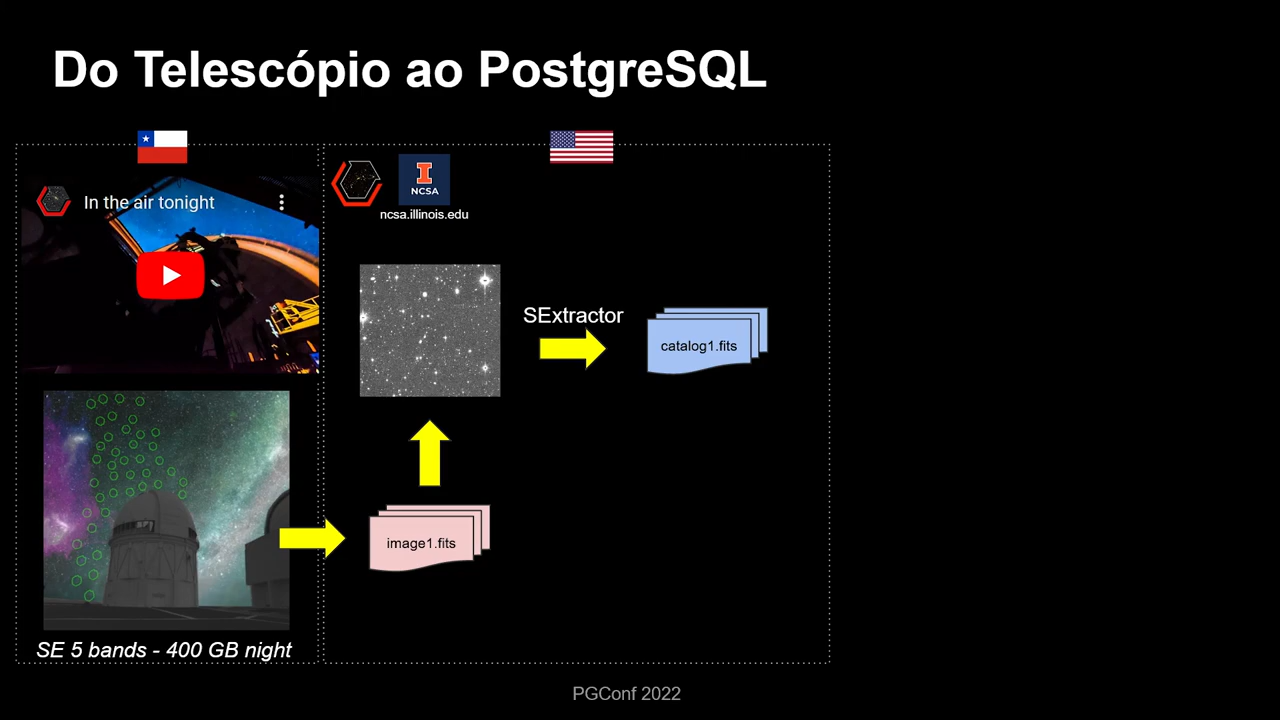 Do Telescópio ao PostgreSQL
In the air tonight
I
NCSA
ncsa.illinois.edu
SExtractor
catalog1.fits
image1.fits
SE 5 bands - 400 GB night
PGConf 2022